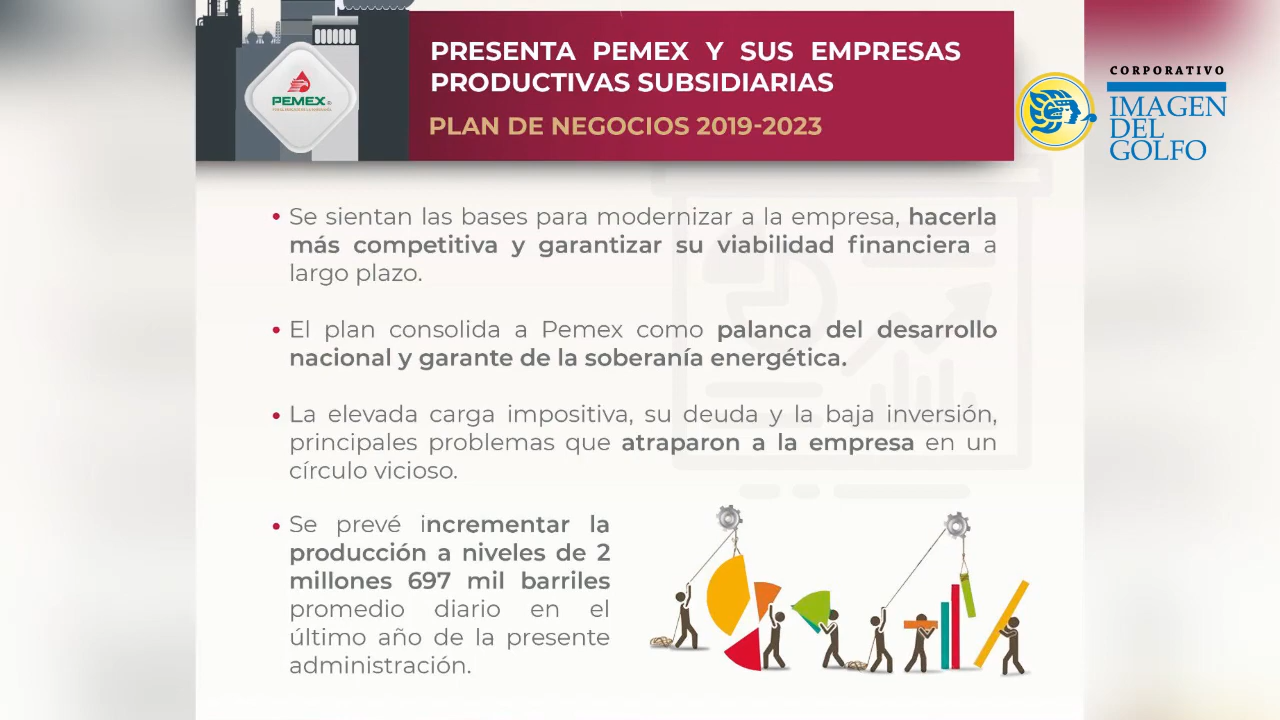 PRESENTA PEMEX Y SUS EMPRESAS
PRODUCTIVAS SUBSIDIARIAS
PLAN DE NEGOCIOS 2019-2023
PEMEX
CORPORATIVO
IMAGEN
DEL
GOLFO
• Se sientan las bases para modernizar a la empresa, hacerla
más competitiva y garantizar su viabilidad financiera a
largo plazo.
• El plan consolida a Pemex como palanca del desarrollo
nacional y garante de la soberanía energética.
• La elevada carga impositiva, su deuda y la baja inversión,
principales problemas que atraparon a la empresa en un
círculo vicioso.
• Se prevé incrementar la
producción a niveles de 2
millones 697 mil barriles
promedio diario en el
último año de la presente
administración.